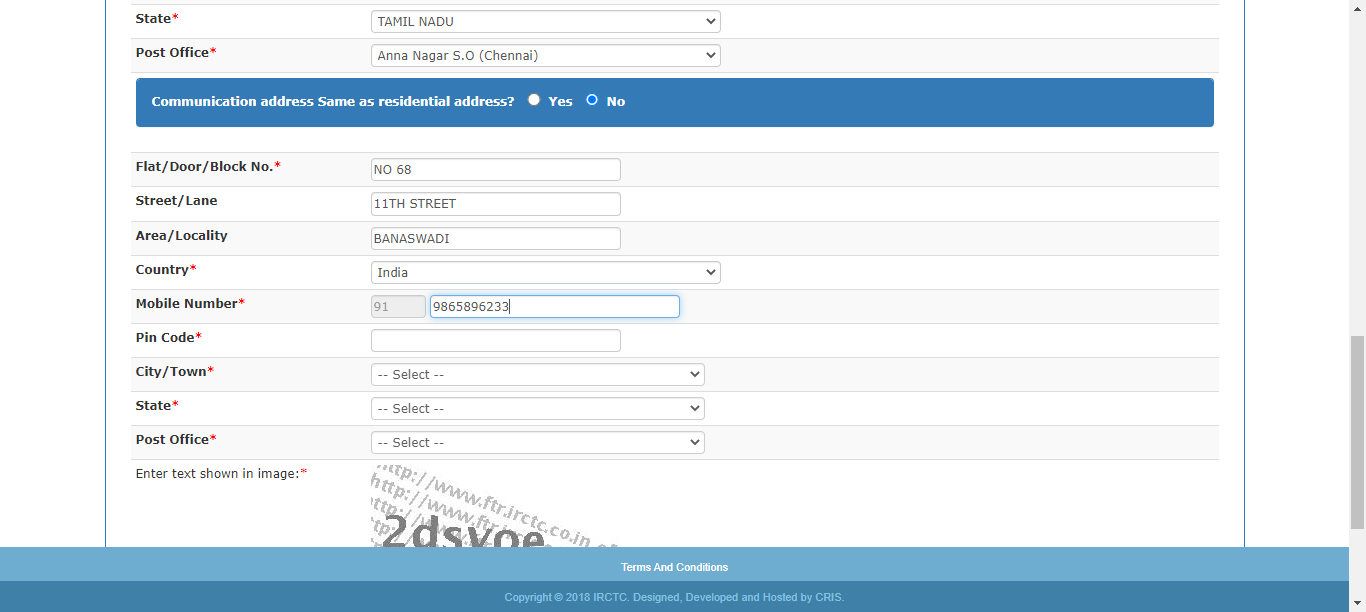 State*
TAMIL NADU
Post Office*
Anna Nagar S.O (Chennai)
Communication address Same as residential address? Yes No
Flat/Door/Block No.*
NO 68
Street/Lane
11TH STREET
Area/Locality
BANASWADI
Country*
India
Mobile Number*
91 9865896233
Pin Code*
City/Town*
-- Select --
State*
-- Select --
Post Office*
-- Select --
Enter text shown in image:*
http://www.ftr.irctc.co.in
Terms And Conditions
Copyright © 2018 IRCTC. Designed, Developed and Hosted by CRIS.